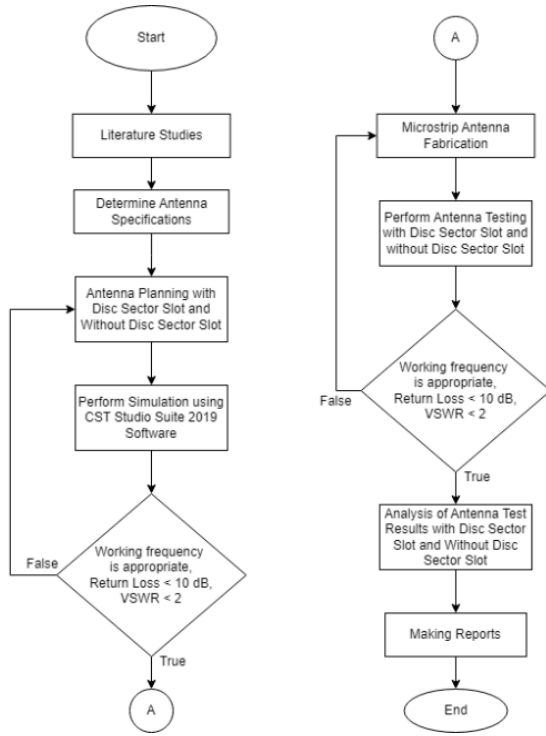 Start
Literature Studies
Determine Antenna
Specifications
Antenna Planning with
Disc Sector Slot and
Without Disc Sector Slot
Perform Simulation using
CST Studio Suite 2019
Software
False
Working frequency
is appropriate,
Return Loss < 10 dB,
VSWR < 2
True
A
A
Microstrip Antenna
Fabrication
Perform Antenna Testing
with Disc Sector Slot and
without Disc Sector Slot
Working frequency
is appropriate,
Return Loss < 10 dB,
VSWR < 2
False
True
Analysis of Antenna Test
Results with Disc Sector
Slot and Without Disc
Sector Slot
Making Reports
End